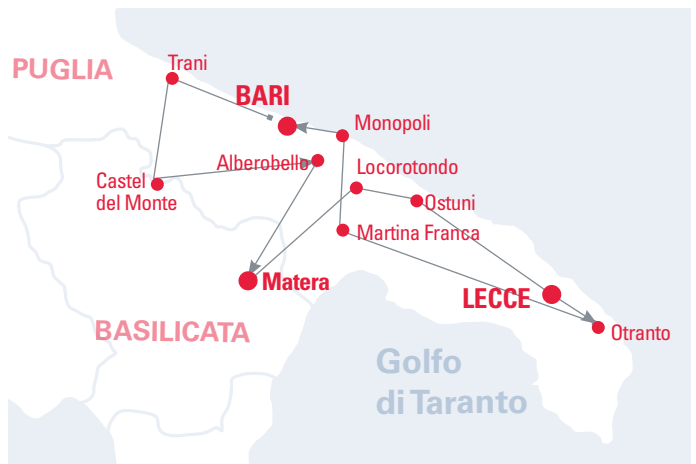 Trani
PUGLIA
BARI
Monopoli
Alberobello
Locorotondo
Castel
del Monte
Ostuni
Martina Franca
Matera
LECCE
BASILICATA
Otranto
Golfo
di Taranto